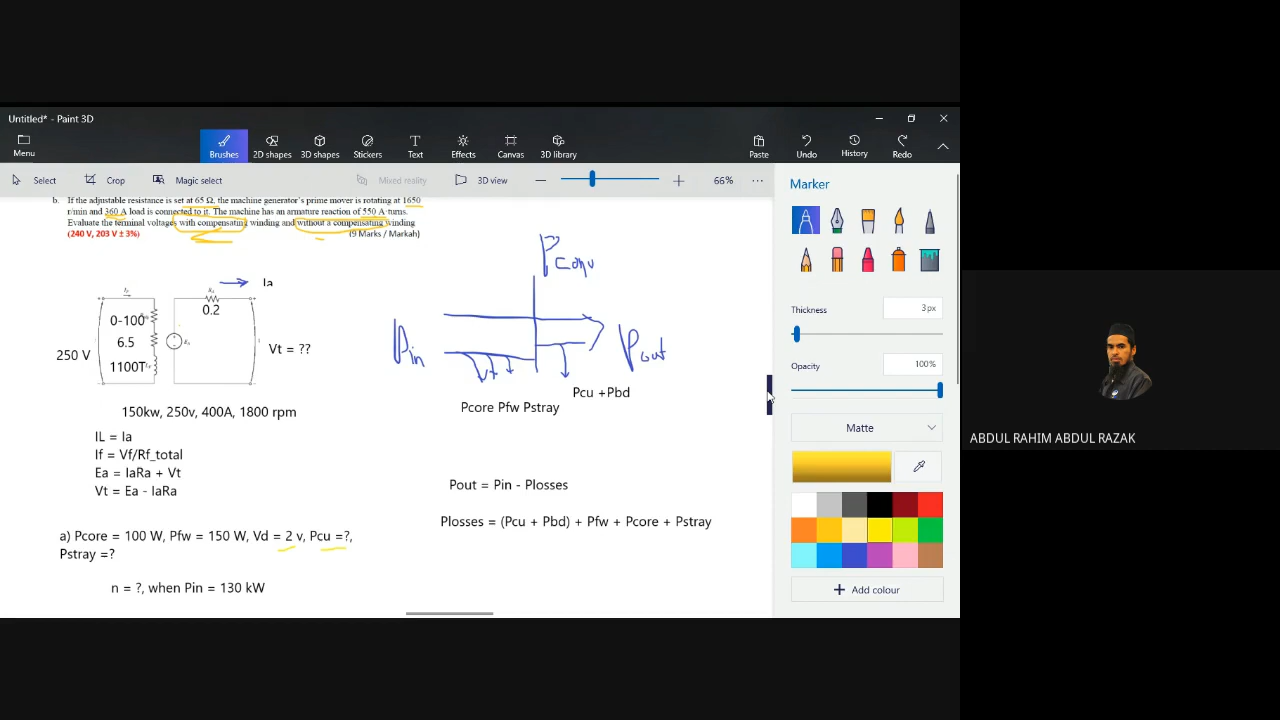 Untitled* - Paint 3D
Menu
Brushes
2D shapes
3D shapes
Stickers
Text
Effects
Canvas
3D library
Paste
Undo
History
Redo
Select
Crop
Magic select
Mixed reality
3D view
66%
Marker
b. If the adjustable resistance is set at 65 Ω, the machine generator's prime mover is rotating at 1650
r/min and 360 A load is connected to it. The machine has an armature reaction of 550 A·turns.
Evaluate the terminal voltages with compensating winding and without a compensating winding
(240 V, 203 V ± 3%)
(9 Marks / Markah)
Ia
0.2
0-100
6.5
1100T
250 V
Vt = ??
150kw, 250v, 400A, 1800 rpm
IL = Ia
If = Vf/Rf_total
Ea = IaRa + Vt
Vt = Ea - IaRa
a) Pcore = 100 W, Pfw = 150 W, Vd = 2 v, Pcu =?,
Pstray =?
n = ?, when Pin = 130 kW
Pconv
Pin
Pout
Pcu +Pbd
Pcore Pfw Pstray
Pout = Pin - Plosses
Plosses = (Pcu + Pbd) + Pfw + Pcore + Pstray
Thickness
3px
Opacity
100%
Matte
+ Add colour
ABDUL RAHIM ABDUL RAZAK